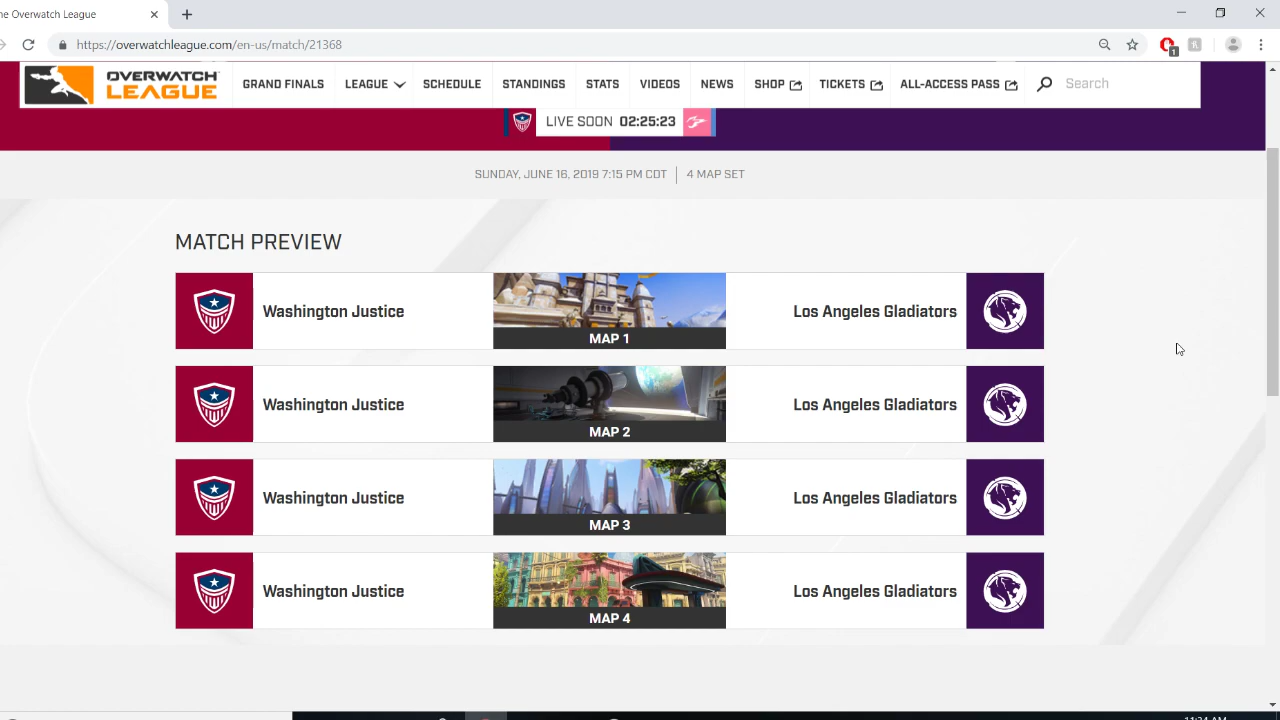 he Overwatch League
https://overwatchleague.com/en-us/match/21368
1
OVERWATCH
LEAGUE
GRAND FINALS
LEAGUE
SCHEDULE
STANDINGS
STATS
VIDEOS
NEWS
SHOP
TICKETS
ALL-ACCESS PASS
Search
LIVE SOON 02:25:23
SUNDAY, JUNE 16, 2019 7:15 PM CDT
4 MAP SET
MATCH PREVIEW
Washington Justice
MAP 1
Los Angeles Gladiators
Washington Justice
MAP 2
Los Angeles Gladiators
Washington Justice
MAP 3
Los Angeles Gladiators
Washington Justice
MAP 4
Los Angeles Gladiators